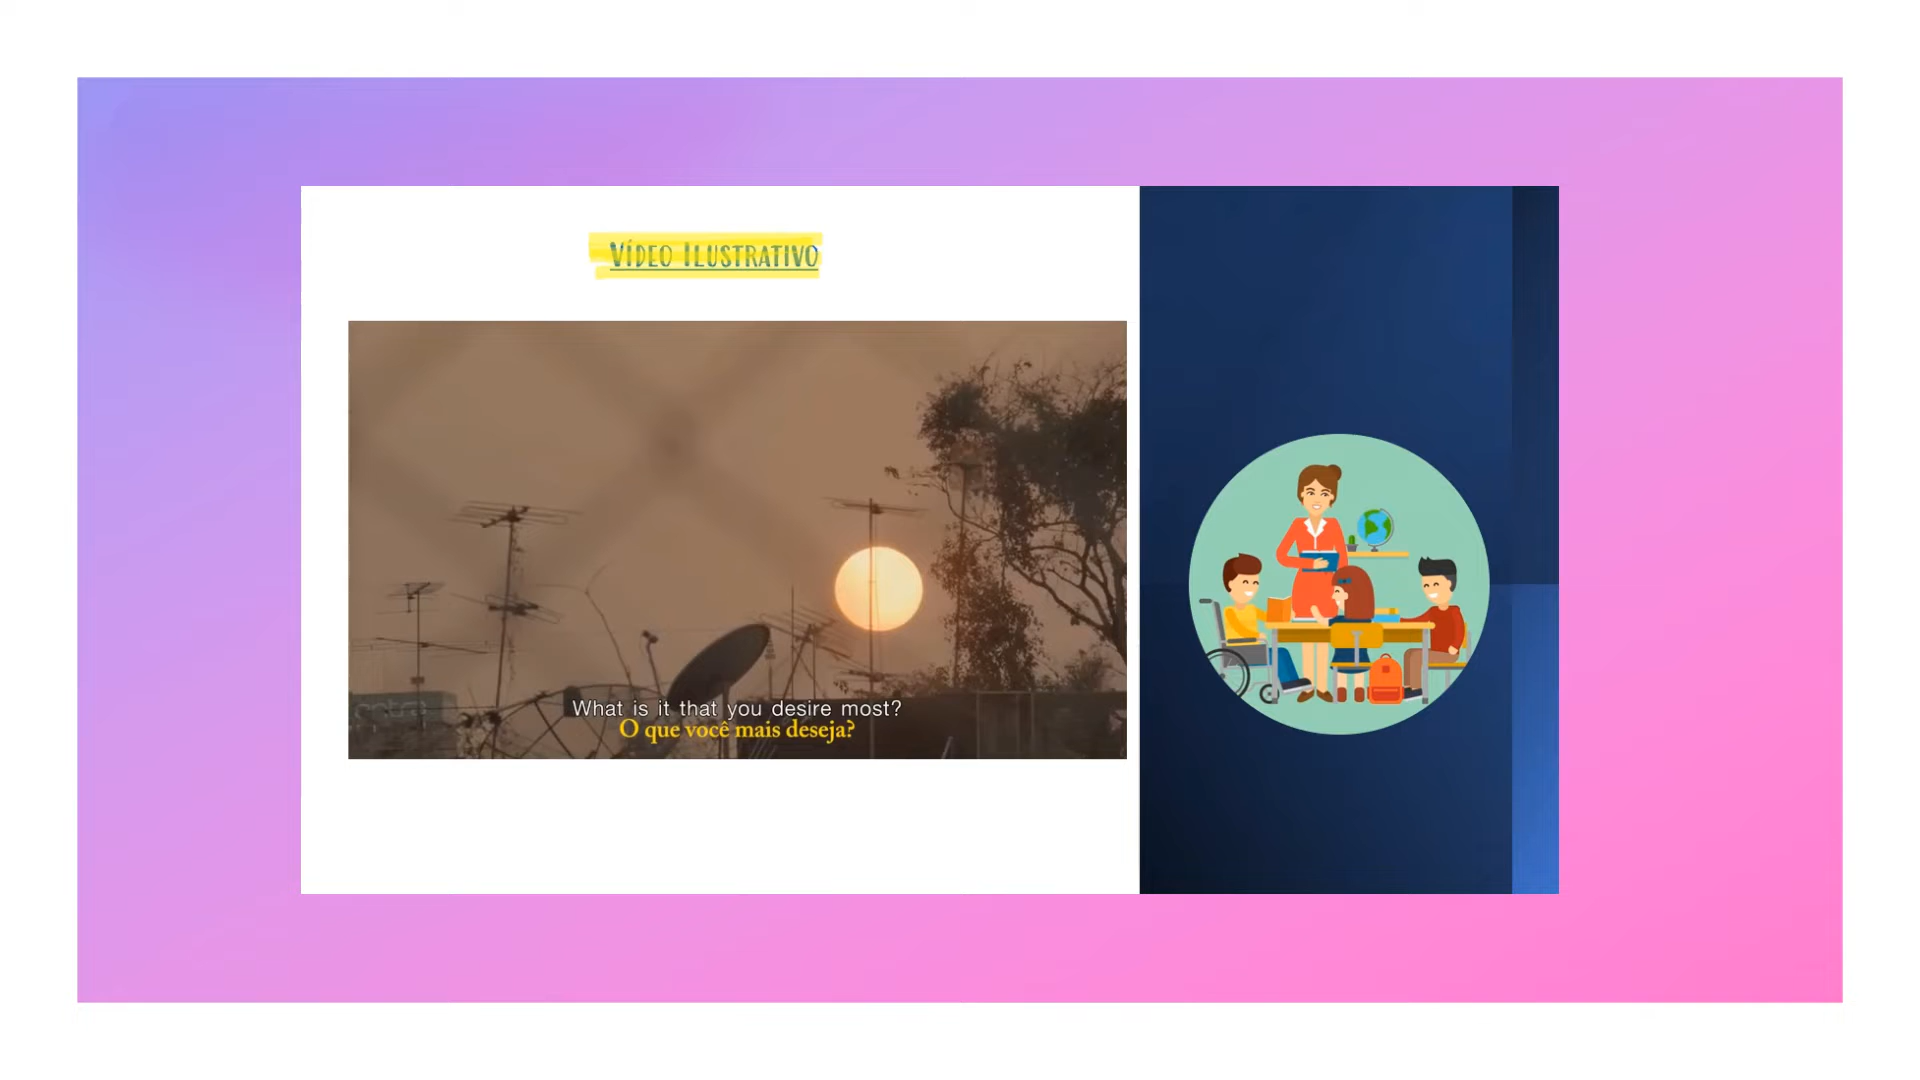 VÍDEO ILUSTRATIVO
What is it that you desire most?
O que você mais deseja?